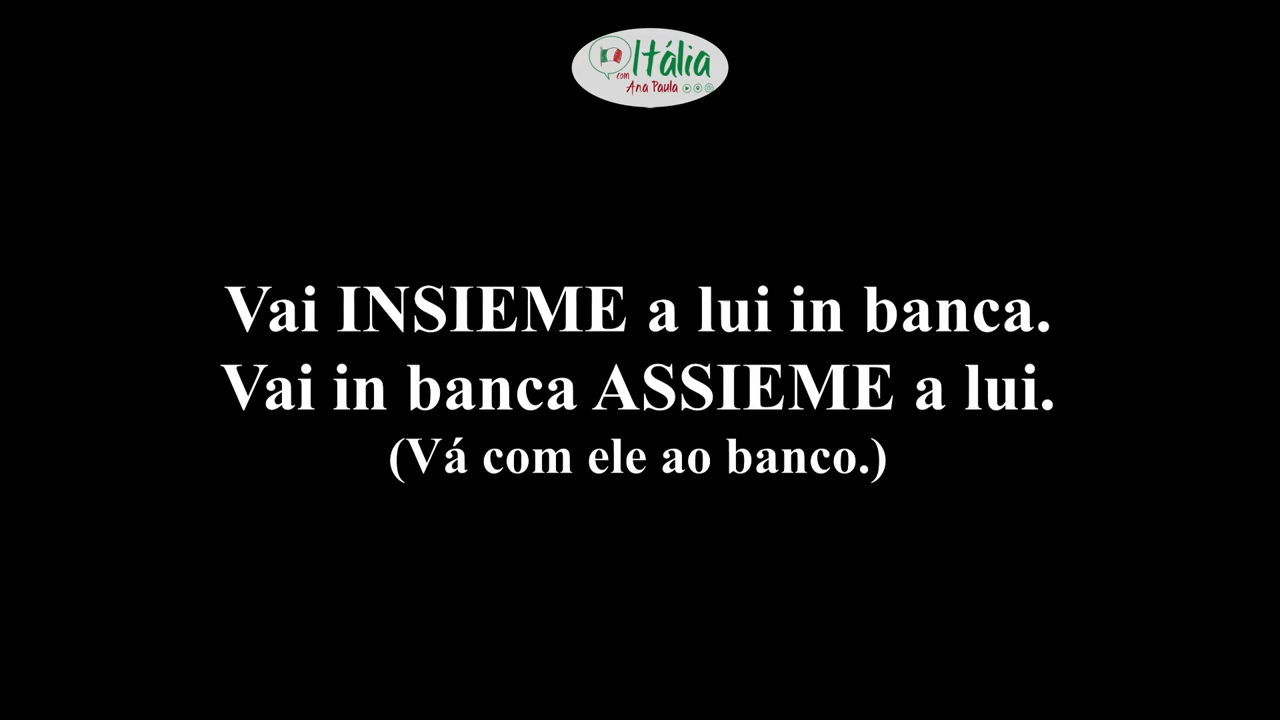 Itália
com
Ana Paula
Vai INSIEME a lui in banca.
Vai in banca ASSIEME a lui.
(Vá com ele ao banco.)